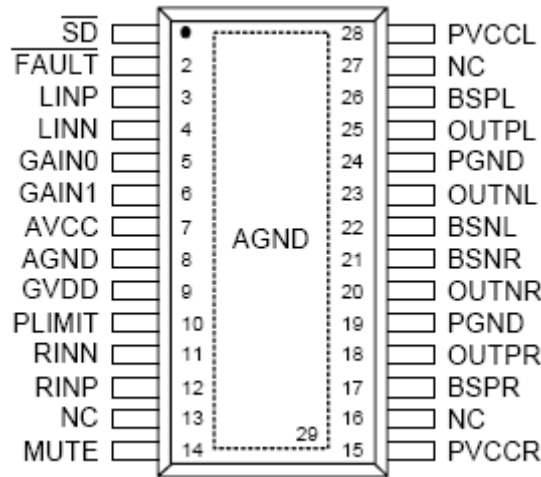 SD 28 PVCCL
FAULT 2 27 NC
LINP 3 26 BSPL
LINN 4 25 OUTPL
GAIN0 5 24 PGND
GAIN1 6 23 OUTNL
AVCC 7 22 BSNL
AGND
AGND 8 21 BSNR
GVDD 9 20 OUTNR
PLIMIT 10 19 PGND
RINN 11 18 OUTPR
RINP 12 17 BSPR
NC 13 16 NC
29
MUTE 14 15 PVCCR